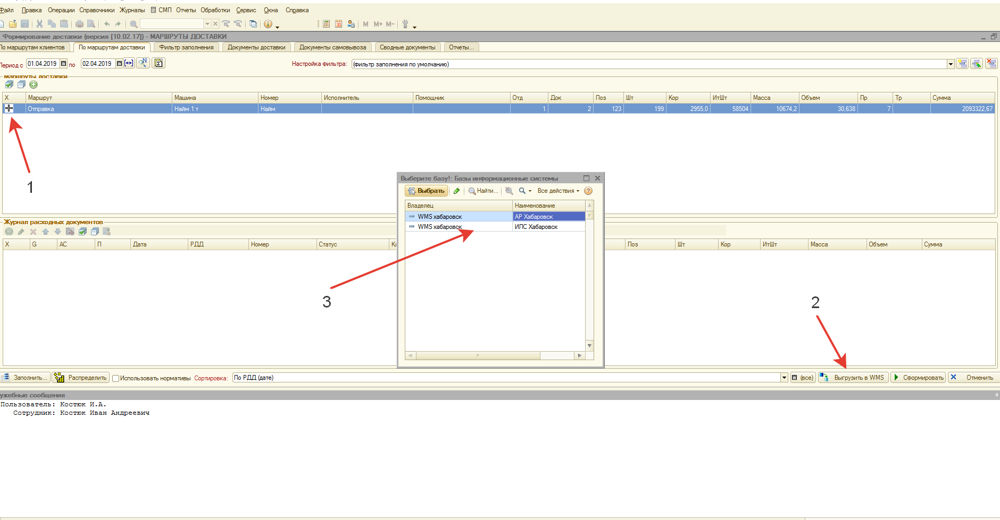 Файл Правка Операции Справочники Журналы СМП Отчеты Обработки Сервис Окна Справка
31 M M+ M-
Формирование доставки (версия [10.02.17]) - МАРШРУТЫ ДОСТАВКИ
По маршрутам клиентов По маршрутам доставки Фильтр заполнения Документы доставки Документы самовывоза Сводные документы Отчеты...
Период с 01.04.2019 по 02.04.2019 N Σ Настройка фильтра: (фильтр заполнения по умолчанию)
маршруты доставки
X Маршрут Машина Номер Исполнитель Помощник Отд Док Поз Шт Кор ИтШт Масса Объем Пр Тр Сумма
Отправка Найм 1 т Найм 1 2 123 199 2955,0 58504 10674,2 30,638 7 2093322,67
1
Выберите базу!: Базы информационные системы
Выбрать Найти... Все действия
Владелец Наименование
WMS хабаровск АР Хабаровск
WMS хабаровск ИЛС Хабаровск
Журнал расходных документов
X G АС П Дата РДД Номер Статус Поз Шт Кор ИтШт Масса Объем Сумма
3
2
Заполнить... Распределить Использовать нормативы Сортировка: По РДД (дате) (все) Выгрузить в WMS Сформировать Отменить
ужебные сообщения
Пользователь: Костюк И.А.
Сотрудник: Костюк Иван Андреевич